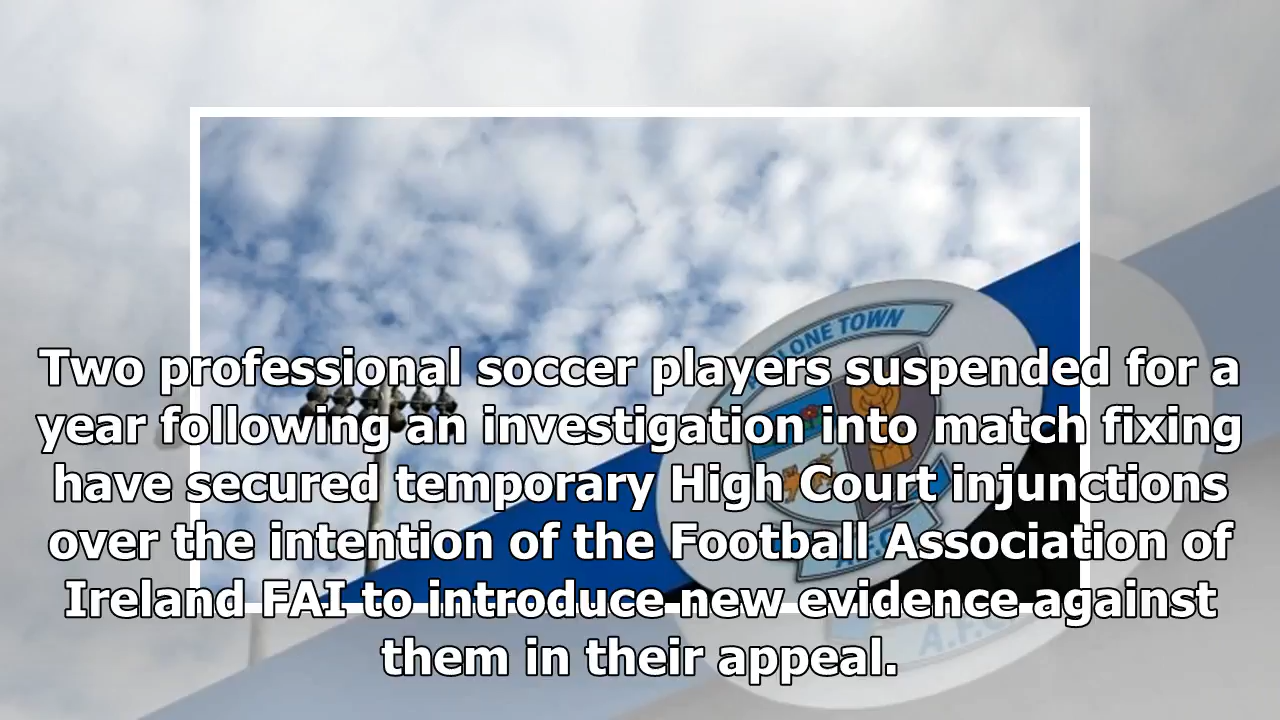 LONE TOWN
Two professional soccer players suspended for a
year following an investigation into match fixing
have secured temporary High Court injunctions
over the intention of the Football Association of
Ireland FAI to introduce new evidence against
them in their appeal.